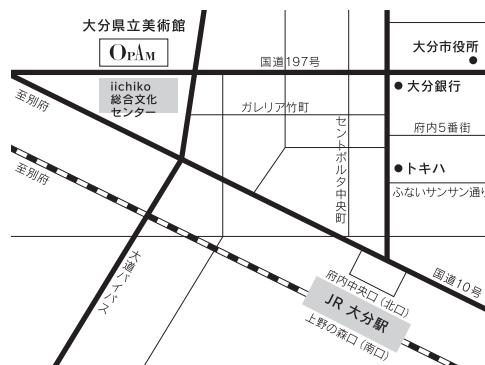 大分県立美術館
OPAM
大分市役所
国道197号
iichiko
総合文化
センター
大分銀行
至別府
ガレリア竹町
府内5番街
セントポルタ中央町
トキハ
至別府
ふないサンサン通り
大道バイパス
府内中央口(北口)
国道10号
JR 大分駅
上野の森口(南口)